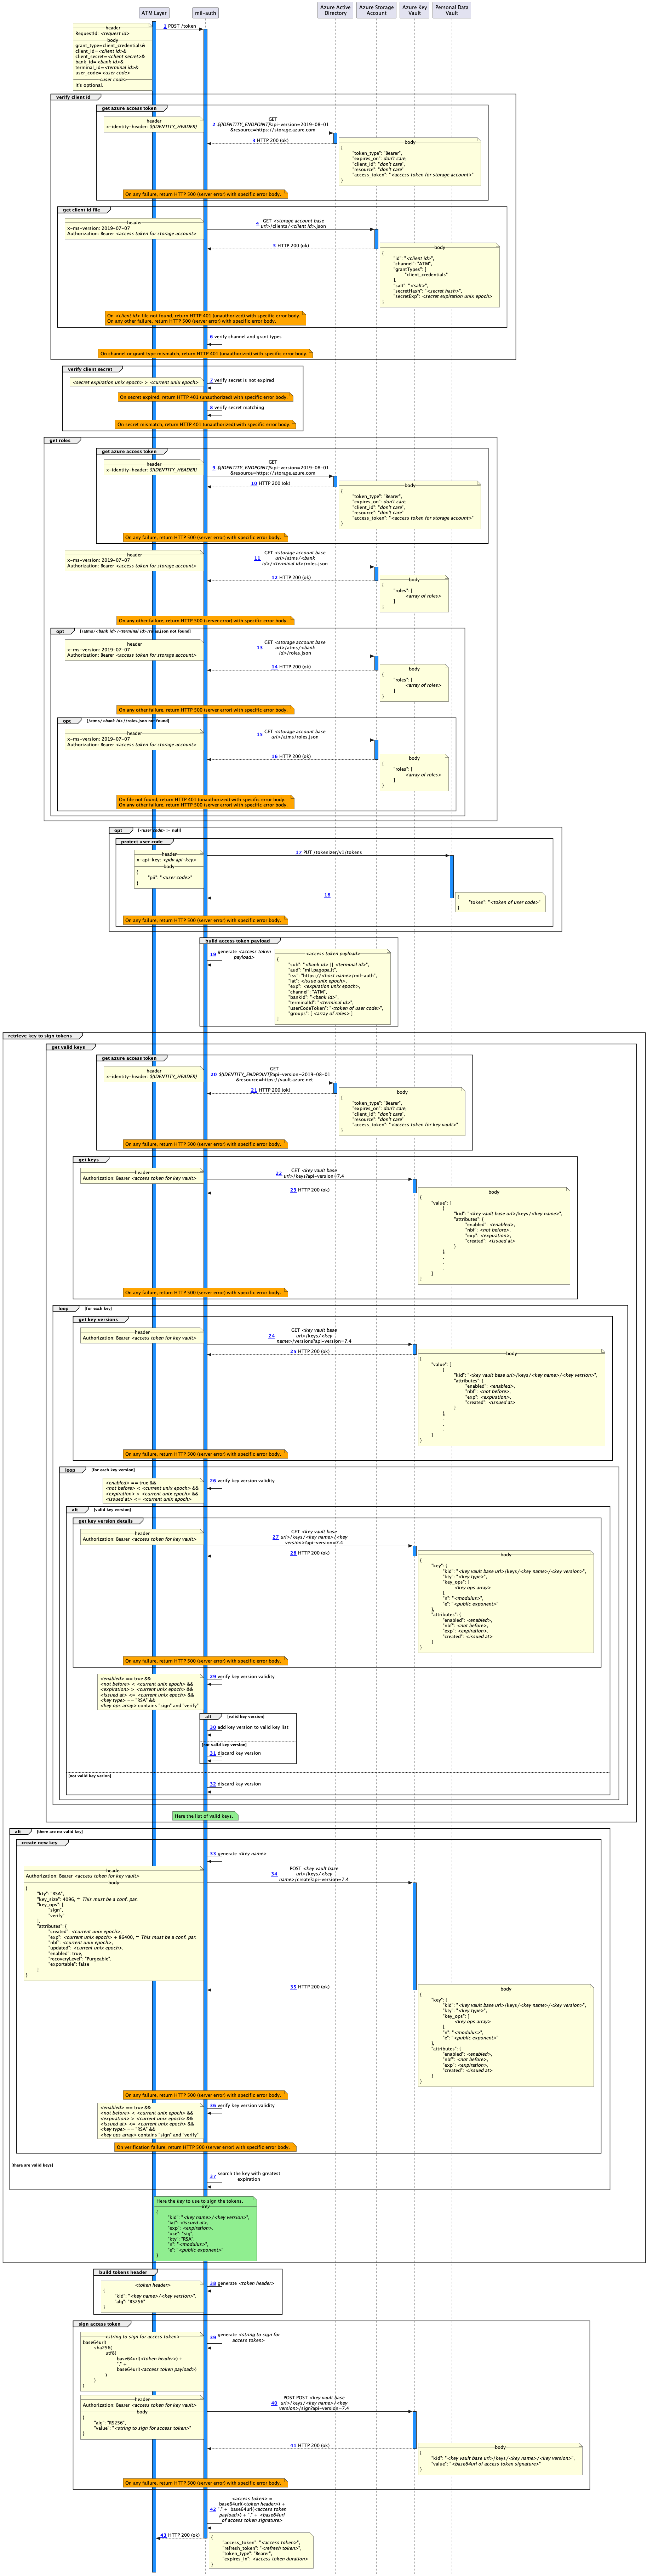 ATM Layer
mil-auth
Azure Active
Directory
Azure Storage
Account
Azure Key
Vault
Personal Data
Vault
header
RequestId: <request id>
body
grant_type=client_credentials&
client_id=<client id>&
client_secret=<client secret>&
bank_id=<bank id>&
terminal_id=<terminal id>&
user_code=<user code>
<user code>
It's optional.
1 POST /token
verify client id
get azure access token
header
x-identity-header: $(IDENTITY_HEADER)
GET
2 $(IDENTITY_ENDPOINT)?api-version=2019-08-01
&resource=https://storage.azure.com
3 HTTP 200 (ok)
body
{
"token_type": "Bearer",
"expires_on": don't care,
"client_id": "don't care",
"resource": "don't care"
"access_token": "<access token for storage account>"
}
On any failure, return HTTP 500 (server error) with specific error body.
get client id file
header
x-ms-version: 2019-07-07
Authorization: Bearer <access token for storage account>
4 GET <storage account base
url>/clients/<client id>.json
5 HTTP 200 (ok)
body
{
"id": "<client id>",
"channel": "ATM",
"grantTypes": [
"client_credentials"
],
"salt": "<salt>",
"secretHash": "<secret hash>",
"secretExp": <secret expiration unix epoch>
}
On <client id> file not found, return HTTP 401 (unauthorized) with specific error body.
On any other failure, return HTTP 500 (server error) with specific error body.
6 verify channel and grant types
On channel or grant type mismatch, return HTTP 401 (unauthorized) with specific error body.
verify client secret
<secret expiration unix epoch> > <current unix epoch>
7 verify secret is not expired
On secret expired, return HTTP 401 (unauthorized) with specific error body.
8 verify secret matching
On secret mismatch, return HTTP 401 (unauthorized) with specific error body.
get roles
get azure access token
header
x-identity-header: $(IDENTITY_HEADER)
GET
9 $(IDENTITY_ENDPOINT)?api-version=2019-08-01
&resource=https://storage.azure.com
10 HTTP 200 (ok)
body
{
"token_type": "Bearer",
"expires_on": don't care,
"client_id": "don't care",
"resource": "don't care"
"access_token": "<access token for storage account>"
}
On any failure, return HTTP 500 (server error) with specific error body.
header
x-ms-version: 2019-07-07
Authorization: Bearer <access token for storage account>
GET <storage account base
11 url>/atms/<bank
id>/<terminal id>/roles.json
12 HTTP 200 (ok)
body
{
"roles": [
<array of roles>
]
}
On any other failure, return HTTP 500 (server error) with specific error body.
opt [/atms/<bank id>/<terminal id>/roles.json not found]
header
x-ms-version: 2019-07-07
Authorization: Bearer <access token for storage account>
GET <storage account base
13 url>/atms/<bank
id>/roles.json
14 HTTP 200 (ok)
body
{
"roles": [
<array of roles>
]
}
On any other failure, return HTTP 500 (server error) with specific error body.
opt [/atms/<bank id>//roles.json not found]
header
x-ms-version: 2019-07-07
Authorization: Bearer <access token for storage account>
15 GET <storage account base
url>/atms/roles.json
16 HTTP 200 (ok)
body
{
"roles": [
<array of roles>
]
}
On file not found, return HTTP 401 (unauthorized) with specific error body.
On any other failure, return HTTP 500 (server error) with specific error body.
opt [<user code> != null]
protect user code
header
x-api-key: <pdv api-key>
body
{
"pii": "<user code>"
}
17 PUT /tokenizer/v1/tokens
18
{
"token": "<token of user code>"
}
On any failure, return HTTP 500 (server error) with specific error body.
build access token payload
19 generate <access token
payload>
<access token payload>
{
"sub": "<bank id> || <terminal id>",
"aud": "mil.pagopa.it",
"iss": "https://<host name>/mil-auth",
"iat": <issue unix epoch>,
"exp": <expiration unix epoch>,
"channel": "ATM",
"bankId": "<bank id>",
"terminalId": "<terminal id>",
"userCodeToken": "<token of user code>",
"groups": [ <array of roles> ]
}
retrieve key to sign tokens
get valid keys
get azure access token
header
x-identity-header: $(IDENTITY_HEADER)
GET
20 $(IDENTITY_ENDPOINT)?api-version=2019-08-01
&resource=https://vault.azure.net
21 HTTP 200 (ok)
body
{
"token_type": "Bearer",
"expires_on": don't care,
"client_id": "don't care",
"resource": "don't care"
"access_token": "<access token for key vault>"
}
On any failure, return HTTP 500 (server error) with specific error body.
get keys
header
Authorization: Bearer <access token for key vault>
22 GET <key vault base
url>/keys?api-version=7.4
23 HTTP 200 (ok)
body
{
"value": [
{
"kid": "<key vault base url>/keys/<key name>",
"attributes": {
"enabled": <enabled>,
"nbf": <not before>,
"exp": <expiration>,
"created": <issued at>
}
},
.
.
.
]
}
On any failure, return HTTP 500 (server error) with specific error body.
loop [for each key]
get key versions
header
Authorization: Bearer <access token for key vault>
GET <key vault base
24 url>/keys/<key
name>/versions?api-version=7.4
25 HTTP 200 (ok)
body
{
"value": [
{
"kid": "<key vault base url>/keys/<key name>/<key version>",
"attributes": {
"enabled": <enabled>,
"nbf": <not before>,
"exp": <expiration>,
"created": <issued at>
}
},
.
.
.
]
}
On any failure, return HTTP 500 (server error) with specific error body.
loop [for each key version]
<enabled> == true &&
<not before> < <current unix epoch> &&
<expiration> > <current unix epoch> &&
<issued at> <= <current unix epoch>
26 verify key version validity
alt [valid key version]
get key version details
header
Authorization: Bearer <access token for key vault>
GET <key vault base
27 url>/keys/<key name>/<key
version>?api-version=7.4
28 HTTP 200 (ok)
body
{
"key": {
"kid": "<key vault base url>/keys/<key name>/<key version>",
"kty": "<key type>",
"key_ops": [
<key ops array>
],
"n": "<modulus>",
"e": "<public exponent>"
},
"attributes": {
"enabled": <enabled>,
"nbf": <not before>,
"exp": <expiration>,
"created": <issued at>
}
}
On any failure, return HTTP 500 (server error) with specific error body.
<enabled> == true &&
<not before> < <current unix epoch> &&
<expiration> > <current unix epoch> &&
<issued at> <= <current unix epoch> &&
<key type> == "RSA" &&
<key ops array> contains "sign" and "verify"
29 verify key version validity
alt [valid key version]
30 add key version to valid key list
[not valid key version]
31 discard key version
[not valid key verion]
32 discard key version
Here the list of valid keys.
alt [there are no valid key]
create new key
33 generate <key name>
header
Authorization: Bearer <access token for key vault>
body
{
"kty": "RSA",
"key_size": 4096, ← This must be a conf. par.
"key_ops": [
"sign",
"verify"
],
"attributes": {
"created": <current unix epoch>,
"exp": <current unix epoch> + 86400, ← This must be a conf. par.
"nbf": <current unix epoch>,
"updated": <current unix epoch>,
"enabled": true,
"recoveryLevel": "Purgeable",
"exportable": false
}
}
POST <key vault base
34 url>/keys/<key
name>/create?api-version=7.4
35 HTTP 200 (ok)
body
{
"key": {
"kid": "<key vault base url>/keys/<key name>/<key version>",
"kty": "<key type>",
"key_ops": [
<key ops array>
],
"n": "<modulus>",
"e": "<public exponent>"
},
"attributes": {
"enabled": <enabled>,
"nbf": <not before>,
"exp": <expiration>,
"created": <issued at>
}
}
On any failure, return HTTP 500 (server error) with specific error body.
<enabled> == true &&
<not before> < <current unix epoch> &&
<expiration> > <current unix epoch> &&
<issued at> <= <current unix epoch> &&
<key type> == "RSA" &&
<key ops array> contains "sign" and "verify"
36 verify key version validity
On verification failure, return HTTP 500 (server error) with specific error body.
[there are valid keys]
37 search the key with greatest
expiration
Here the key to use to sign the tokens.
key
{
"kid": "<key name>/<key version>",
"iat": <issued at>,
"exp": <expiration>,
"use": "sig",
"kty": "RSA",
"n": "<modulus>",
"e": "<public exponent>"
}
build tokens header
<token header>
{
"kid": "<key name>/<key version>",
"alg": "RS256"
}
38 generate <token header>
sign access token
<string to sign for access token>
base64url(
sha256(
utf8(
base64url(<token header>) +
"." +
base64url(<access token payload>)
)
)
)
39 generate <string to sign for
access token>
header
Authorization: Bearer <access token for key vault>
body
{
"alg": "RS256",
"value": "<string to sign for access token>"
}
POST POST <key vault base
40 url>/keys/<key name>/<key
version>/sign?api-version=7.4
41 HTTP 200 (ok)
body
{
"kid": "<key vault base url>/keys/<key name>/<key version>",
"value": "<base64url of access token signature>"
}
On any failure, return HTTP 500 (server error) with specific error body.
<access token> =
base64url(<token header>) +
42 "." + base64url(<access token
payload>) + "." + <base64url
of access token signature>
43 HTTP 200 (ok)
{
"access_token": "<access token>",
"refresh_token": "<refresh token>",
"token_type": "Bearer",
"expires_in": <access token duration>
}